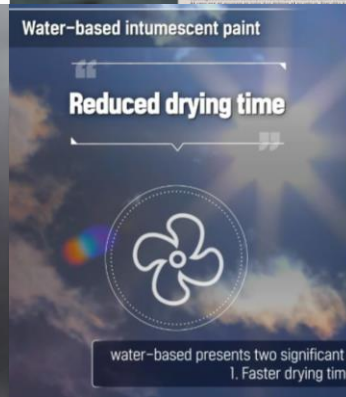 Water-based intumescent paint
“
Reduced drying time
”
water-based presents two significant
1. Faster drying tim